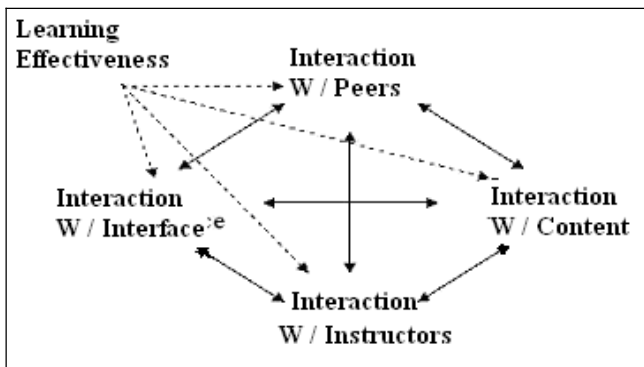 Learning
Effectiveness
Interaction
W / Peers
Interaction
W / Interface:e
Interaction
W / Content
Interaction
W / Instructors